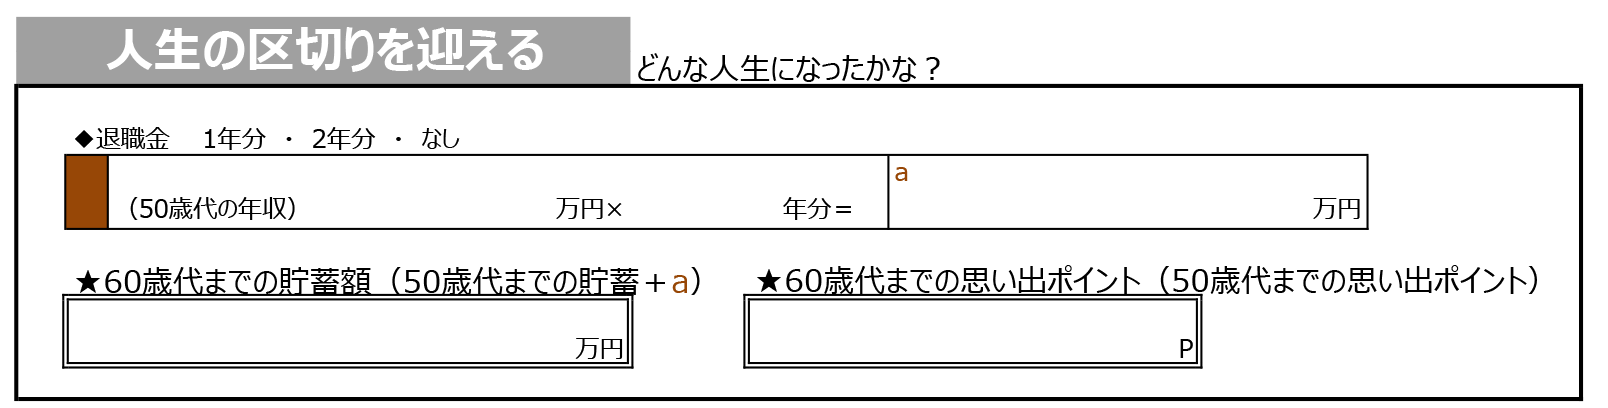 人生の区切りを迎える
どんな人生になったかな？
◆退職金　1年分 ・ 2年分 ・ なし
（50歳代の年収）　万円×　年分＝
a
万円
★60歳代までの貯蓄額（50歳代までの貯蓄＋a）
万円
★60歳代までの思い出ポイント（50歳代までの思い出ポイント）
P